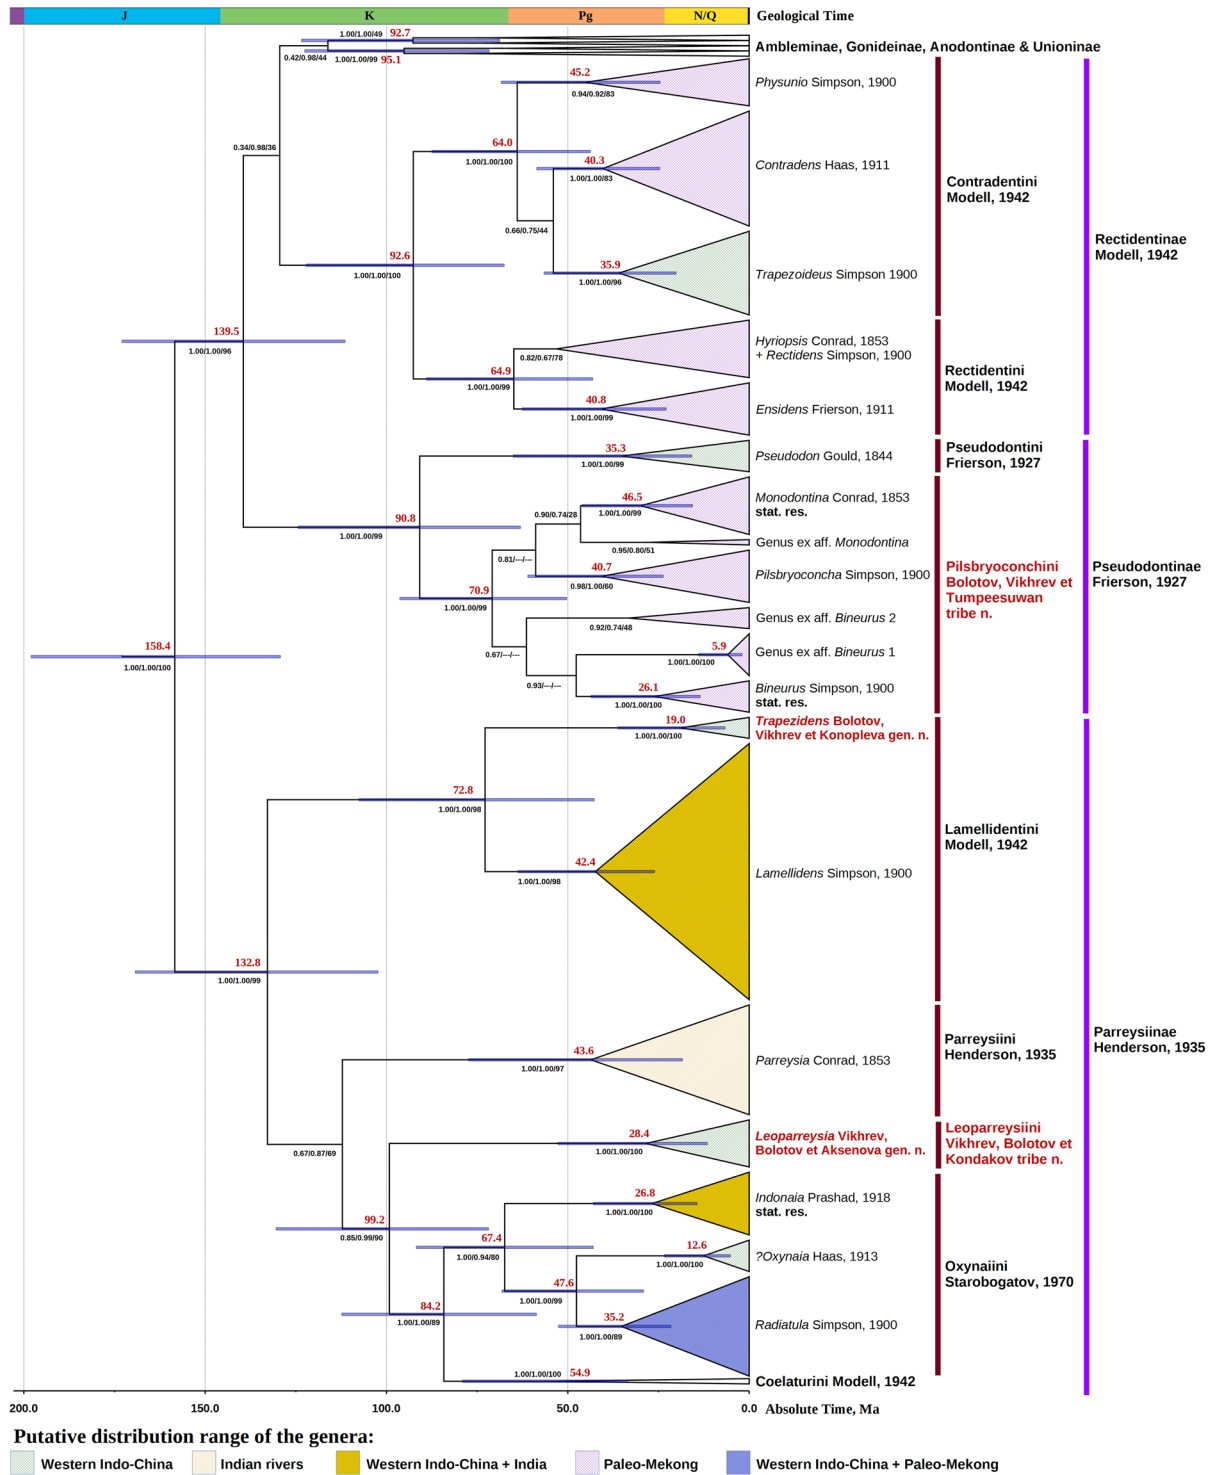 J K Pg N/Q Geological Time
1.00/1.00/49 92.7
Ambleminae, Gonideinae, Anodontinae & Unioninae
0.42/0.98/44 1.00/1.00/99 95.1
45.2
Physunio Simpson, 1900
0.94/0.92/83
0.34/0.98/36
64.0
1.00/1.00/100
40.3
Contradens Haas, 1911
1.00/1.00/83
Contradentini
Modell, 1942
0.66/0.75/44
Rectidentinae
Modell, 1942
92.6
1.00/1.00/100
35.9
Trapezoideus Simpson 1900
1.00/1.00/96
139.5
1.00/1.00/96
Hyriopsis Conrad, 1853
+ Rectidens Simpson, 1900
0.82/0.67/78
64.9
1.00/1.00/99
Rectidentini
Modell, 1942
40.8
Ensidens Frierson, 1911
1.00/1.00/99
35.3
Pseudodon Gould, 1844
1.00/1.00/99
Pseudodontini
Frierson, 1927
46.5
Monodontina Conrad, 1853
stat. res.
1.00/1.00/99
0.90/0.74/28
90.8
1.00/1.00/99
Genus ex aff. Monodontina
0.95/0.80/51
0.81/---/---
40.7
Pilsbryoconcha Simpson, 1900
0.98/1.00/60
Pilsbryoconchini
Bolotov, Vikhrev et
Tumpeesuwan
tribe n.
Pseudodontinae
Frierson, 1927
70.9
1.00/1.00/99
Genus ex aff. Bineurus 2
0.92/0.74/48
0.67/---/---
5.9
Genus ex aff. Bineurus 1
1.00/1.00/100
158.4
1.00/1.00/100
0.93/---/---
26.1
Bineurus Simpson, 1900
stat. res.
1.00/1.00/100
19.0
Trapezidens Bolotov,
Vikhrev et Konopleva gen. n.
1.00/1.00/100
72.8
1.00/1.00/98
Lamellidentini
Modell, 1942
42.4
Lamellidens Simpson, 1900
1.00/1.00/98
132.8
1.00/1.00/99
43.6
Parreysia Conrad, 1853
1.00/1.00/97
Parreysiini
Henderson, 1935
Parreysiinae
Henderson, 1935
28.4
Leoparreysia Vikhrev,
Bolotov et Aksenova gen. n.
1.00/1.00/100
Leoparreysiini
Vikhrev, Bolotov et
Kondakov tribe n.
0.67/0.87/69
26.8
Indonaia Prashad, 1918
stat. res.
1.00/1.00/100
99.2
0.85/0.99/90
67.4
1.00/0.94/80
12.6
?Oxynaia Haas, 1913
1.00/1.00/100
Oxynaiini
Starobogatov, 1970
47.6
1.00/1.00/99
84.2
1.00/1.00/89
35.2
Radiatula Simpson, 1900
1.00/1.00/89
1.00/1.00/100 54.9
Coelaturini Modell, 1942
200.0 150.0 100.0 50.0 0.0 Absolute Time, Ma
Putative distribution range of the genera:
Western Indo-China Indian rivers Western Indo-China + India Paleo-Mekong Western Indo-China + Paleo-Mekong